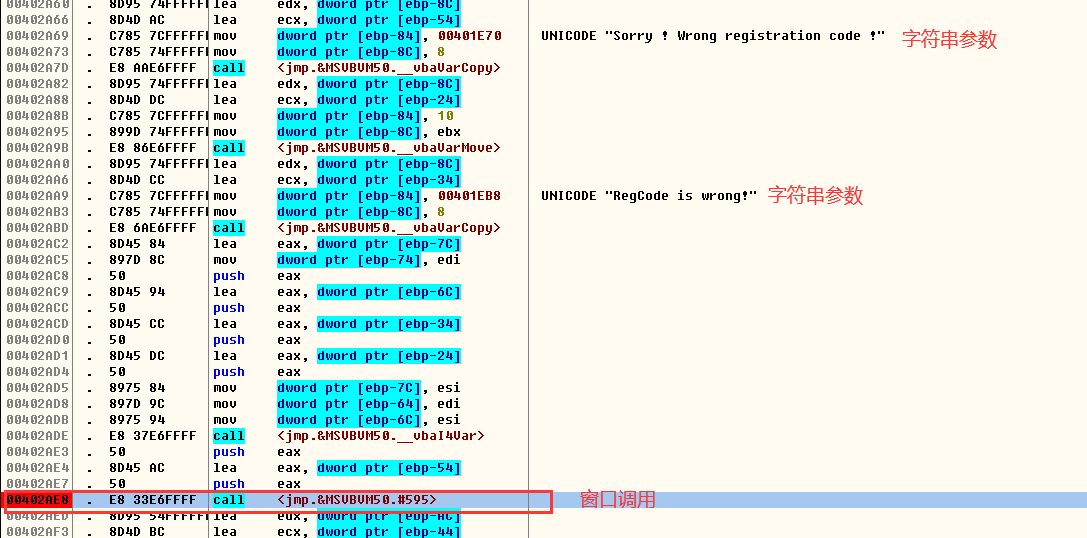 00402A60 . 8D95 74FFFFFI lea edx, dword ptr [ebp-8C]
00402A66 . 8D4D AC lea ecx, dword ptr [ebp-54]
00402A69 . C785 7CFFFFFI mov dword ptr [ebp-84], 00401E70 UNICODE "Sorry ! Wrong registration code !" 字符串参数
00402A73 . C785 74FFFFFI mov dword ptr [ebp-8C], 8
00402A7D . E8 AAE6FFFF call <jmp.&MSVBVM50.__vbaVarCopy>
00402A82 . 8D95 74FFFFFI lea edx, dword ptr [ebp-8C]
00402A88 . 8D4D DC lea ecx, dword ptr [ebp-24]
00402A8B . C785 7CFFFFFI mov dword ptr [ebp-84], 10
00402A95 . 899D 74FFFFFI mov dword ptr [ebp-8C], ebx
00402A9B . E8 86E6FFFF call <jmp.&MSVBVM50.__vbaVarMove>
00402AA0 . 8D95 74FFFFFI lea edx, dword ptr [ebp-8C]
00402AA6 . 8D4D CC lea ecx, dword ptr [ebp-34]
00402AA9 . C785 7CFFFFFI mov dword ptr [ebp-84], 00401EB8 UNICODE "RegCode is wrong!" 字符串参数
00402AB3 . C785 74FFFFFI mov dword ptr [ebp-8C], 8
00402ABD . E8 6AE6FFFF call <jmp.&MSVBVM50.__vbaVarCopy>
00402AC2 . 8D45 84 lea eax, dword ptr [ebp-7C]
00402AC5 . 897D 8C mov dword ptr [ebp-74], edi
00402AC8 . 50 push eax
00402AC9 . 8D45 94 lea eax, dword ptr [ebp-6C]
00402ACC . 50 push eax
00402ACD . 8D45 CC lea eax, dword ptr [ebp-34]
00402AD0 . 50 push eax
00402AD1 . 8D45 DC lea eax, dword ptr [ebp-24]
00402AD4 . 50 push eax
00402AD5 . 8975 84 mov dword ptr [ebp-7C], esi
00402AD8 . 897D 9C mov dword ptr [ebp-64], edi
00402ADB . 8975 94 mov dword ptr [ebp-6C], esi
00402ADE . E8 37E6FFFF call <jmp.&MSVBVM50.__vbaI4Var>
00402AE3 . 50 push eax
00402AE4 . 8D45 AC lea eax, dword ptr [ebp-54]
00402AE7 . 50 push eax
00402AE8 . E8 33E6FFFF call <jmp.&MSVBVM50.#595> 窗口调用
00402AED . 8D95 54FFFFFI lea edx, dword ptr [ebp-AC]
00402AF3 . 8D4D BC lea ecx, dword ptr [ebp-44]